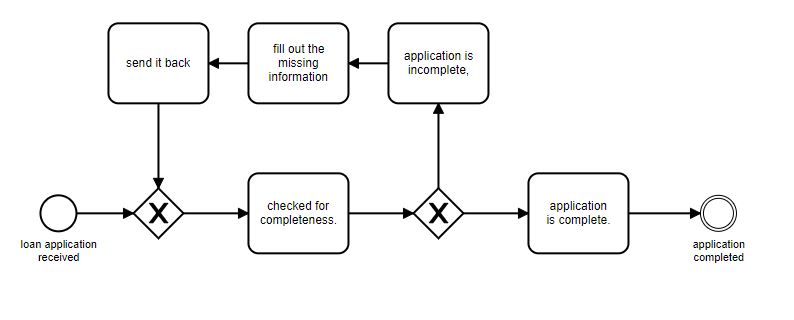 send it back
fill out the
missing
information
application is
incomplete,
loan application
received
X
checked for
completeness.
X
application
is complete.
application
completed